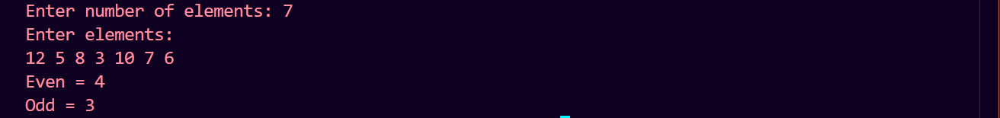 Enter number of elements: 7
Enter elements:
12 5 8 3 10 7 6
Even = 4
Odd = 3